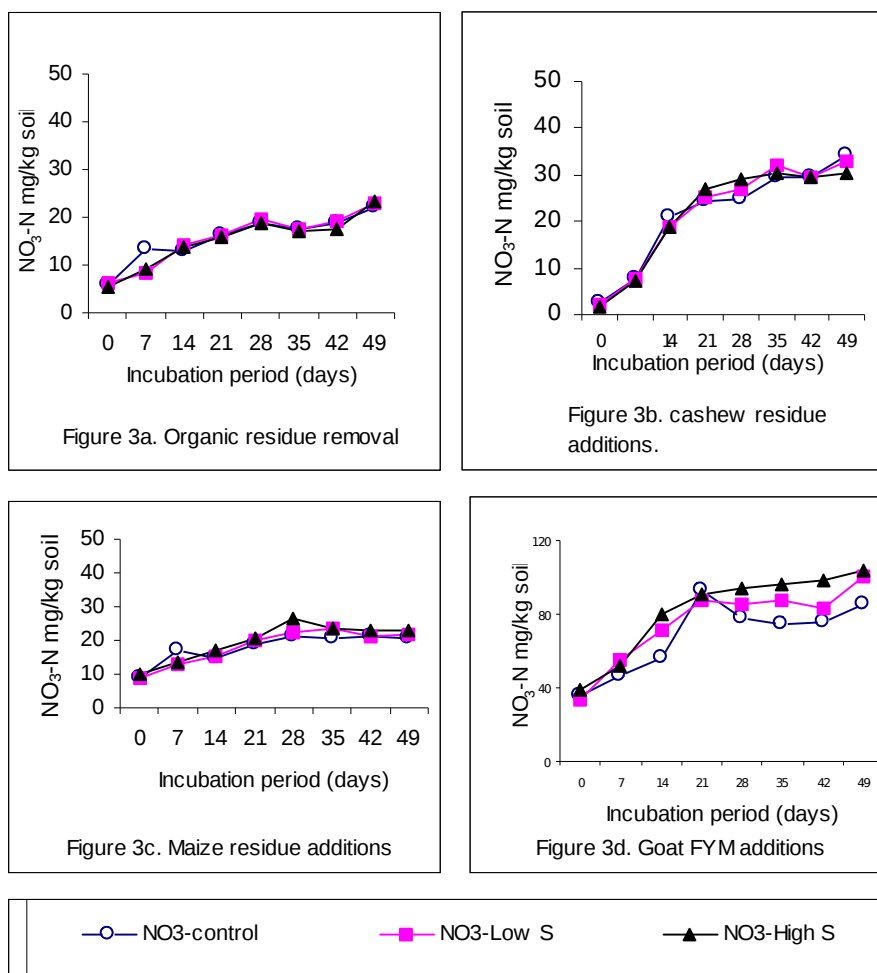 NO3-N mg/kg soil
50
40
30
20
10
0
0 7 14 21 28 35 42 49
Incubation period (days)
Figure 3a. Organic residue removal
NO3-N mg/kg soil
50
40
30
20
10
0
0 7 14 21 28 35 42 49
Incubation period (days)
Figure 3b. cashew residue
additions.
NO3-N mg/kg soil
50
40
30
20
10
0
0 7 14 21 28 35 42 49
Incubation period (days)
Figure 3c. Maize residue additions
NO3-N mg/kg soil
120
80
40
0
0 7 14 21 28 35 42 49
Incubation period (days)
Figure 3d. Goat FYM additions
NO3-control NO3-Low S NO3-High S